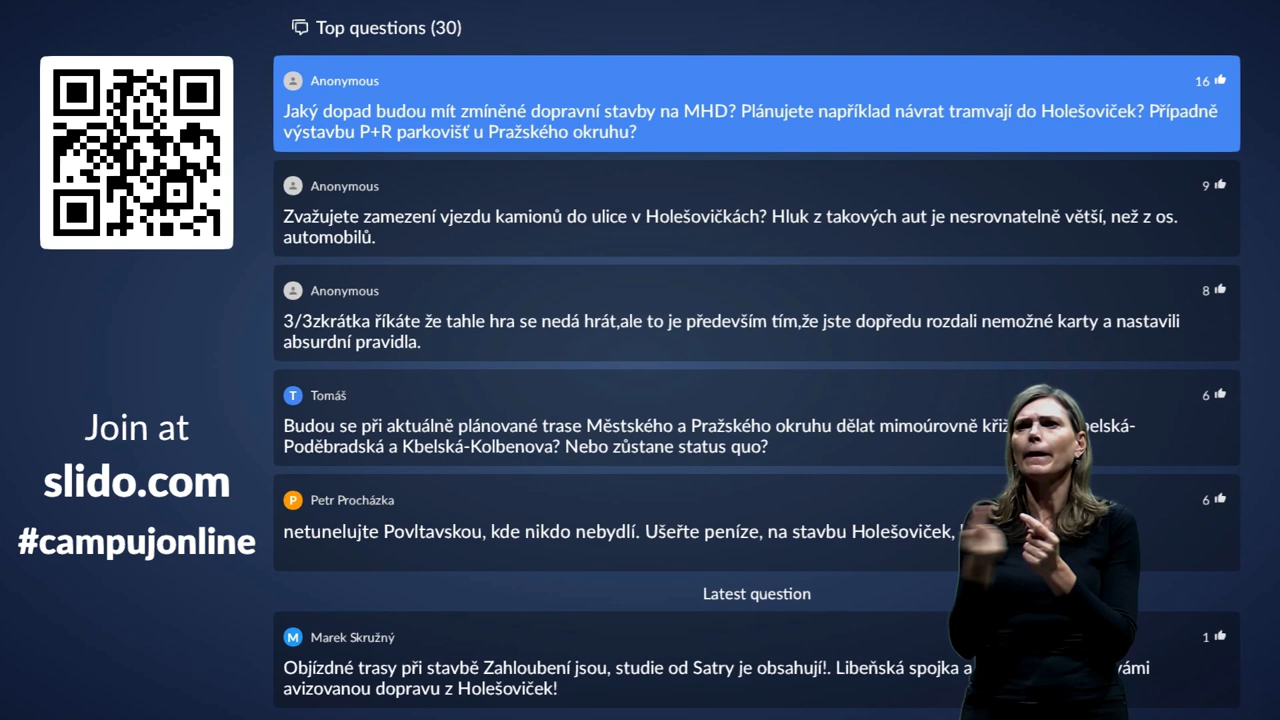 Top questions (30)
Anonymous
16
Jaký dopad budou mít zmíněné dopravní stavby na MHD? Plánujete například návrat tramvají do Holešoviček? Případně
výstavbu P+R parkovišť u Pražského okruhu?
Anonymous
9
Zvažujete zamezení vjezdu kamionů do ulice v Holešovičkách? Hluk z takových aut je nesrovnatelně větší, než z os.
automobilů.
Anonymous
8
3/3zkrátka říkáte že tahle hra se nedá hrát,ale to je především tím,že jste dopředu rozdali nemožné karty a nastavili
absurdní pravidla.
T
Tomáš
6
Budou se při aktuálně plánované trase Městského a Pražského okruhu dělat mimoúrovně
Poděbradská a Kbelská-Kolbenova? Nebo zůstane status quo?
P
Petr Procházka
6
netunelujte Povltavskou, kde nikdo nebydlí. Ušeřte peníze, na stavbu Holešoviček,
Latest question
M
Marek Skružný
1
Objízdné trasy při stavbě Zahloubení jsou, studie od Satry je obsahují!. Libeňská spojka
avizovanou dopravu z Holešoviček!
Join at
slido.com
#campujonline